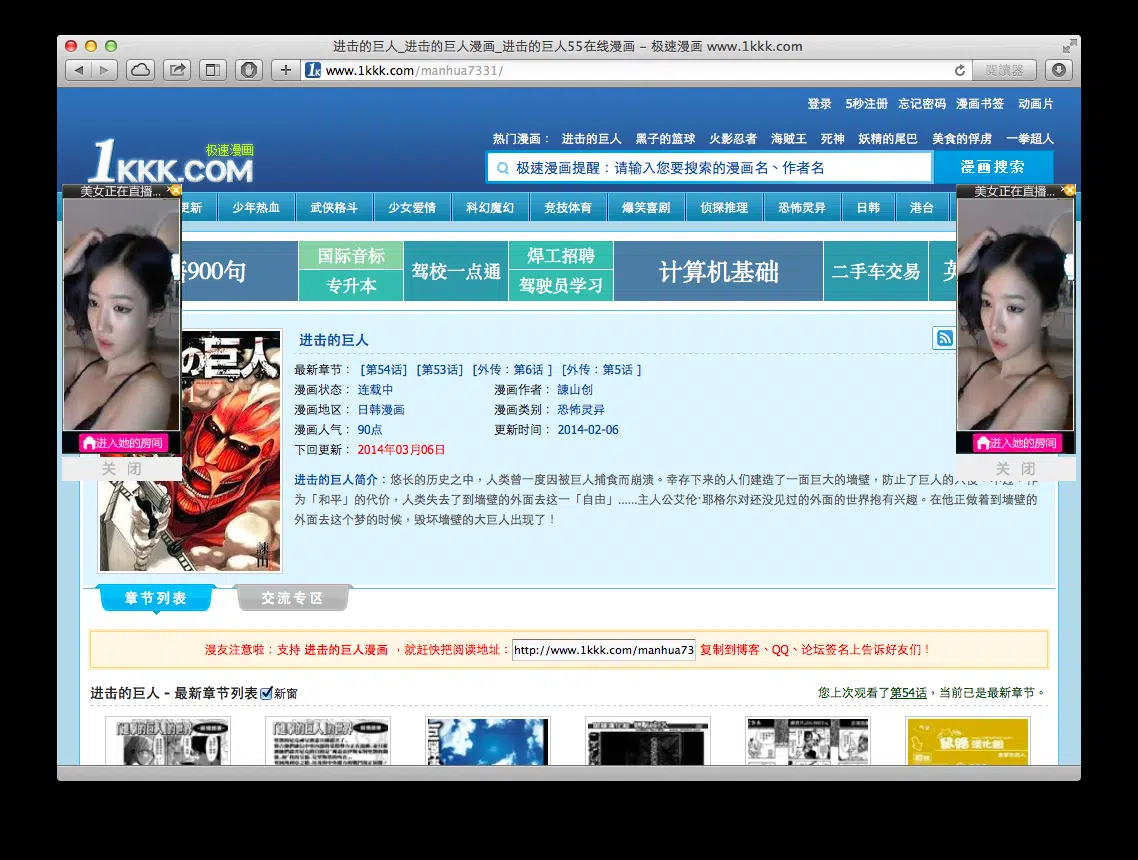 进击的巨人_进击的巨人漫画_进击的巨人55在线漫画 – 极速漫画 www.1kkk.com
www.1kkk.com/manhua7331/
阅读器
登录 5秒注册 忘记密码 漫画书签 动画片
热门漫画： 进击的巨人 黑子的篮球 火影忍者 海贼王 死神 妖精的尾巴 美食的俘虏 一拳超人
极速漫画
1KKK.COM
极速漫画提醒：请输入您要搜索的漫画名、作者名
漫画搜索
美女正在直播...
美女正在直播...
更新 少年热血 武侠格斗 少女爱情 科幻魔幻 竞技体育 爆笑喜剧 侦探推理 恐怖灵异 日韩 港台
900句
国际音标
专升本
驾校一点通
焊工招聘
驾驶员学习
计算机基础
二手车交易
英
の巨人
进击的巨人
最新章节： [第54话] [第53话] [外传：第6话 ] [外传：第5话 ]
漫画状态： 连载中 漫画作者： 諌山创
漫画地区： 日韩漫画 漫画类别： 恐怖灵异
漫画人气： 90点 更新时间： 2014-02-06
下回更新： 2014年03月06日
进入她的房间
进入她的房间
关 闭
关 闭
进击的巨人简介：悠长的历史之中，人类曾一度因被巨人捕食而崩溃。幸存下来的人们建造了一面巨大的墙壁，防止了巨人的入侵。不过，作
为「和平」的代价，人类失去了到墙壁的外面去这一「自由」......主人公艾伦·耶格尔对还没见过的外面的世界抱有兴趣。在他正做着到墙壁的
外面去这个梦的时候，毁坏墙壁的大巨人出现了！
章节列表 交流专区
漫友注意啦：支持 进击的巨人漫画 ，就赶快把阅读地址： http://www.1kkk.com/manhua73 复制到博客、QQ、论坛签名上告诉好友们！
进击的巨人 - 最新章节列表 新窗
您上次观看了第54话，当前已是最新章节。